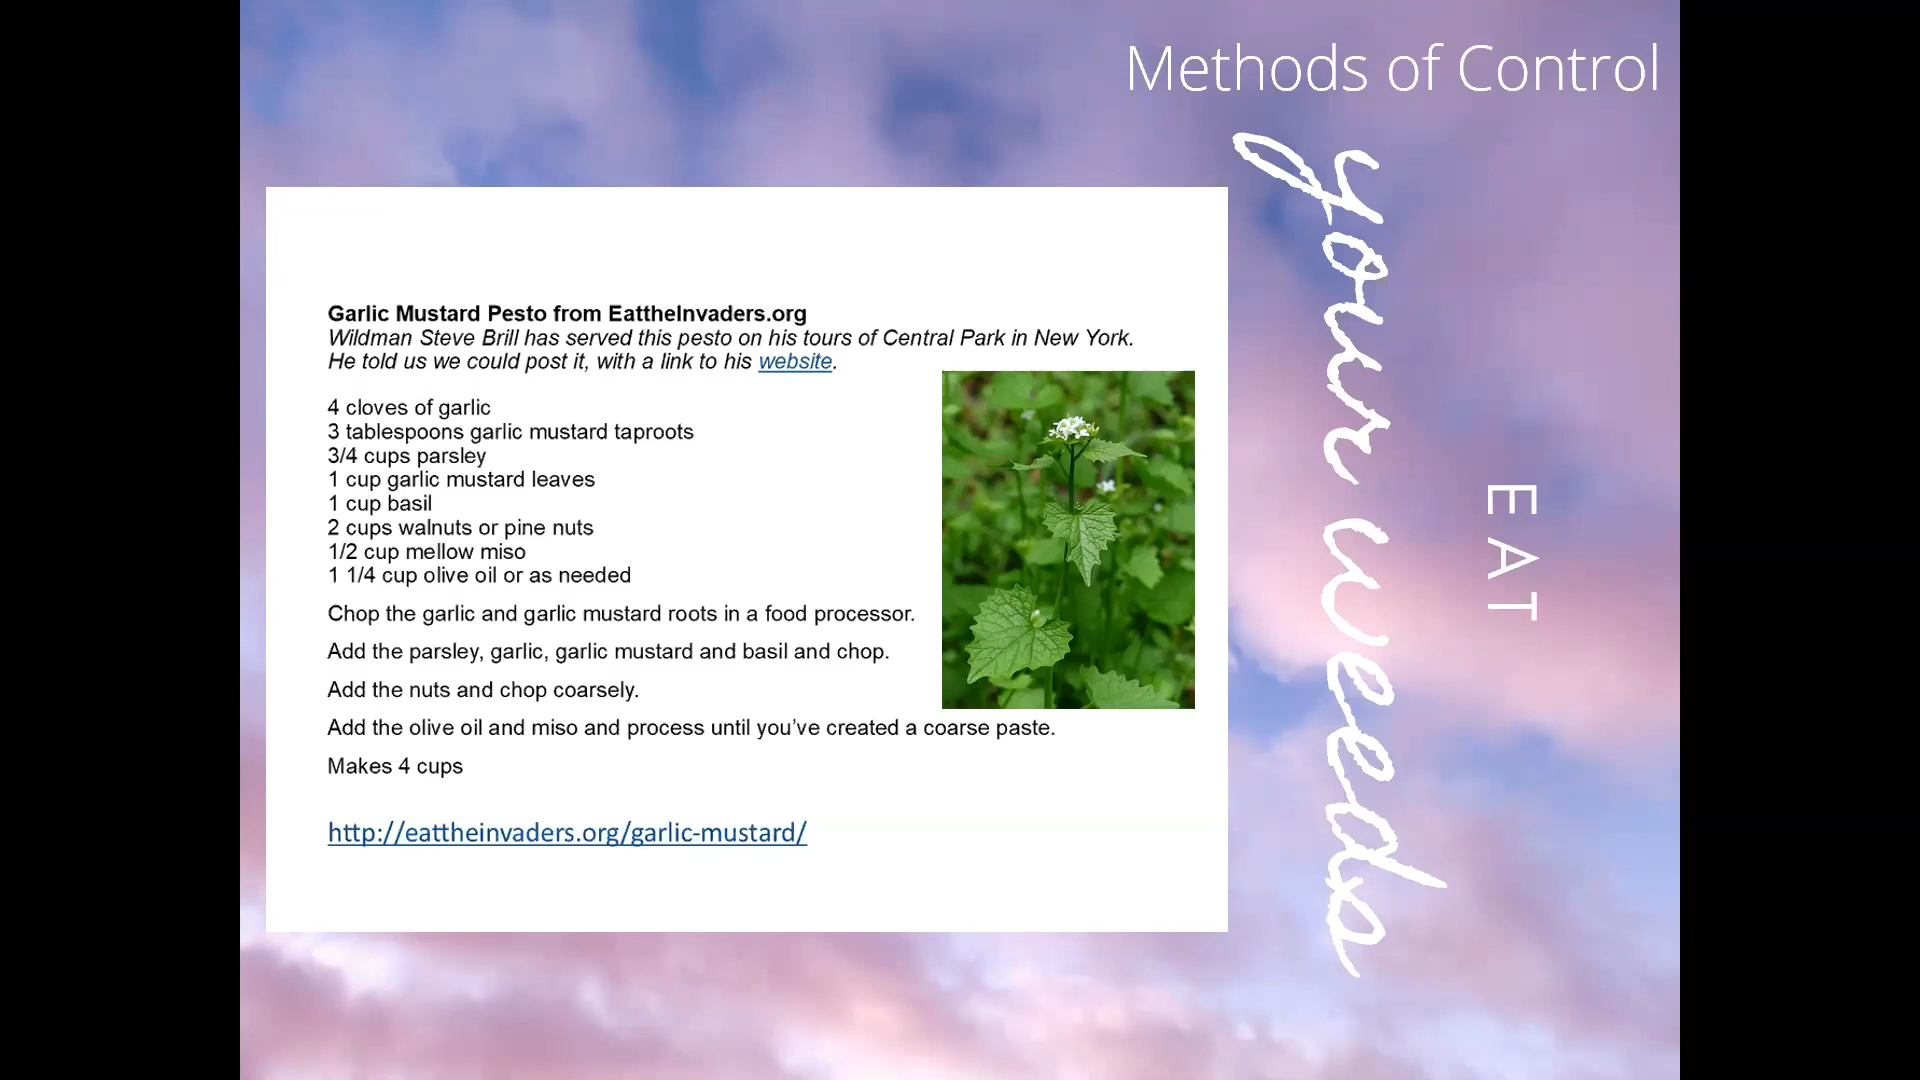 Methods of Control
EAT
your weeds
Garlic Mustard Pesto from EattheInvaders.org
Wildman Steve Brill has served this pesto on his tours of Central Park in New York.
He told us we could post it, with a link to his website.
4 cloves of garlic
3 tablespoons garlic mustard taproots
3/4 cups parsley
1 cup garlic mustard leaves
1 cup basil
2 cups walnuts or pine nuts
1/2 cup mellow miso
1 1/4 cup olive oil or as needed
Chop the garlic and garlic mustard roots in a food processor.
Add the parsley, garlic, garlic mustard and basil and chop.
Add the nuts and chop coarsely.
Add the olive oil and miso and process until you’ve created a coarse paste.
Makes 4 cups
http://eattheinvaders.org/garlic-mustard/